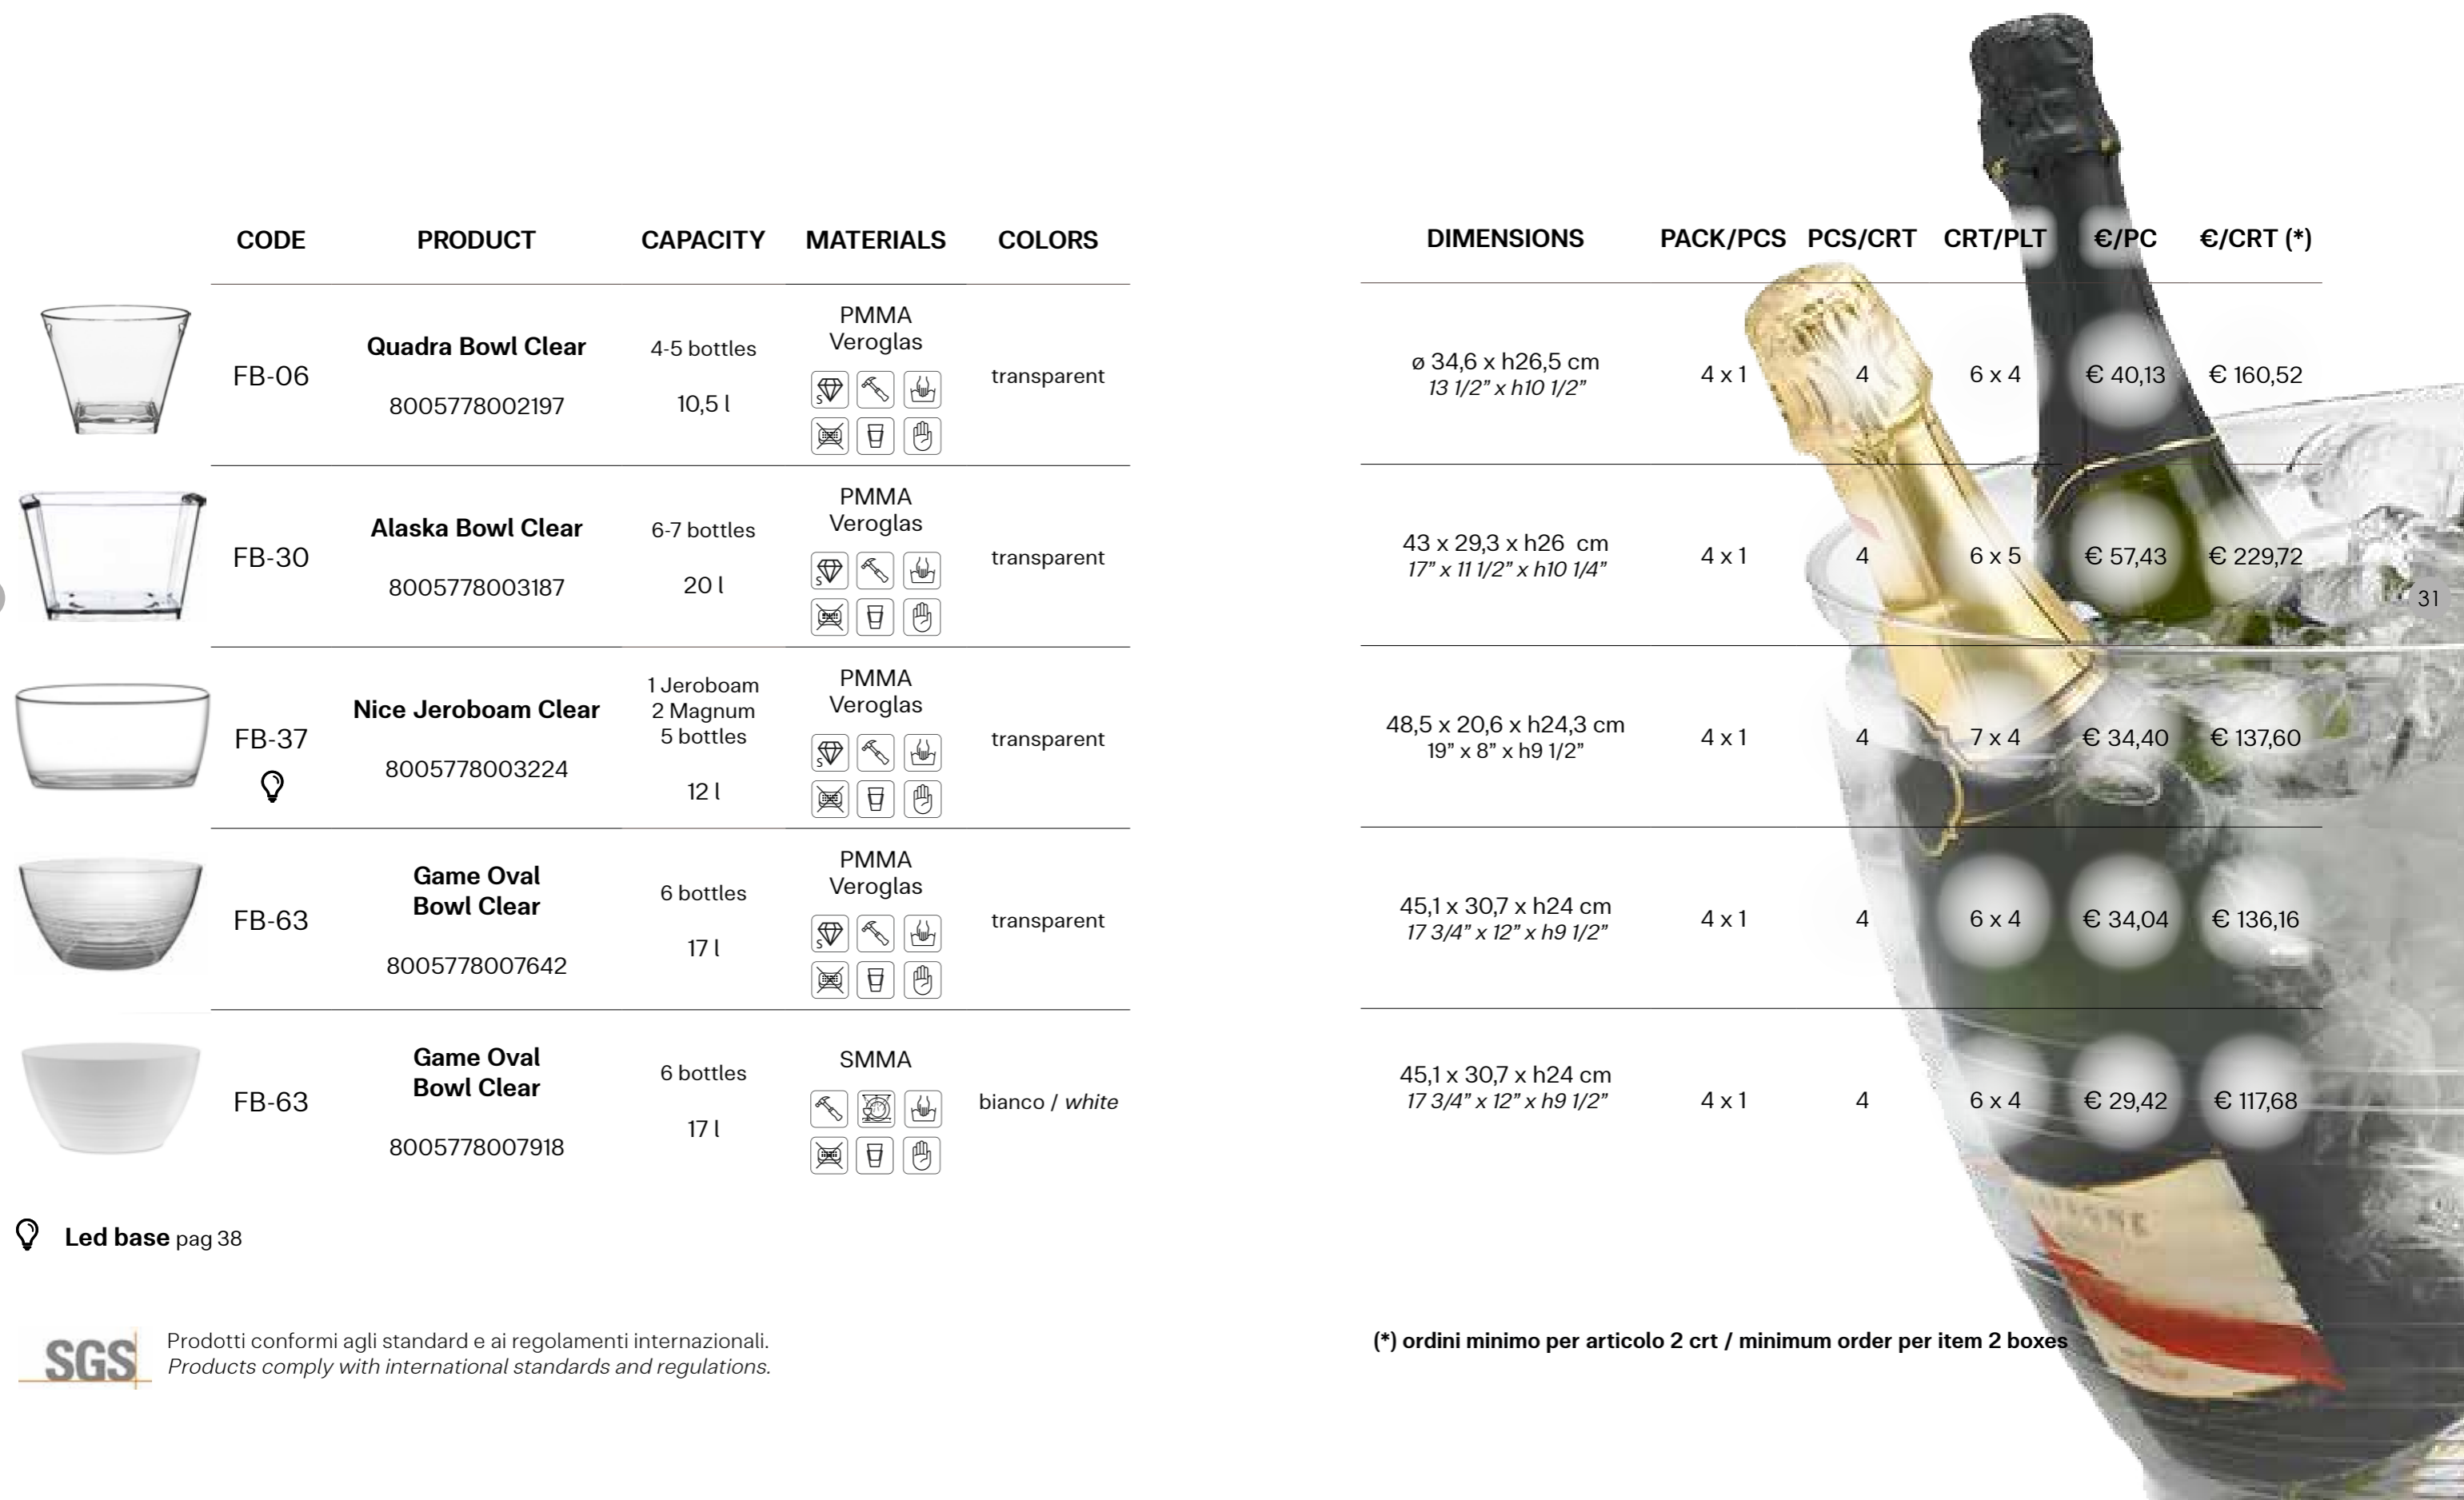 CODE PRODUCT CAPACITY MATERIALS COLORS DIMENSIONS PACK/PCS PCS/CRT CRT/PLT €/PC €/CRT (*)
FB-06
Quadra Bowl Clear
8005778002197
4-5 bottles
10,5 l
PMMA
Veroglas
S
transparent
ø 34,6 x h26,5 cm
13 1/2” x h10 1/2”
4 x 1 4 6 x 4 € 40,13 € 160,52
FB-30
Alaska Bowl Clear
8005778003187
6-7 bottles
20 l
PMMA
Veroglas
S
transparent
43 x 29,3 x h26 cm
17” x 11 1/2” x h10 1/4”
4 x 1 4 6 x 5 € 57,43 € 229,72
31
FB-37
Nice Jeroboam Clear
8005778003224
1 Jeroboam
2 Magnum
5 bottles
12 l
PMMA
Veroglas
S
transparent
48,5 x 20,6 x h24,3 cm
19” x 8” x h9 1/2”
4 x 1 4 7 x 4 € 34,40 € 137,60
FB-63
Game Oval
Bowl Clear
8005778007642
6 bottles
17 l
PMMA
Veroglas
S
transparent
45,1 x 30,7 x h24 cm
17 3/4” x 12” x h9 1/2”
4 x 1 4 6 x 4 € 34,04 € 136,16
FB-63
Game Oval
Bowl Clear
8005778007918
6 bottles
17 l
SMMA
bianco / white
45,1 x 30,7 x h24 cm
17 3/4” x 12” x h9 1/2”
4 x 1 4 6 x 4 € 29,42 € 117,68
Led base pag 38
SGS
Prodotti conformi agli standard e ai regolamenti internazionali.
Products comply with international standards and regulations.
(*) ordini minimo per articolo 2 crt / minimum order per item 2 boxes